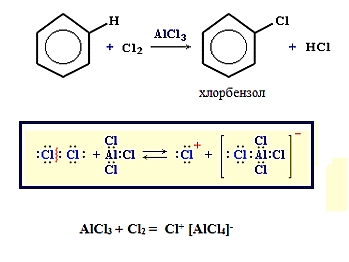 H Cl
+ Cl₂ AlCl₃ + HCl
хлорбензол
Cl Cl
:Cl : Cl: + Al:Cl ⇌ :Cl⁺ + [ :Cl:Al:Cl ]⁻
Cl Cl
AlCl₃ + Cl₂ = Cl⁺ [AlCl₄]⁻